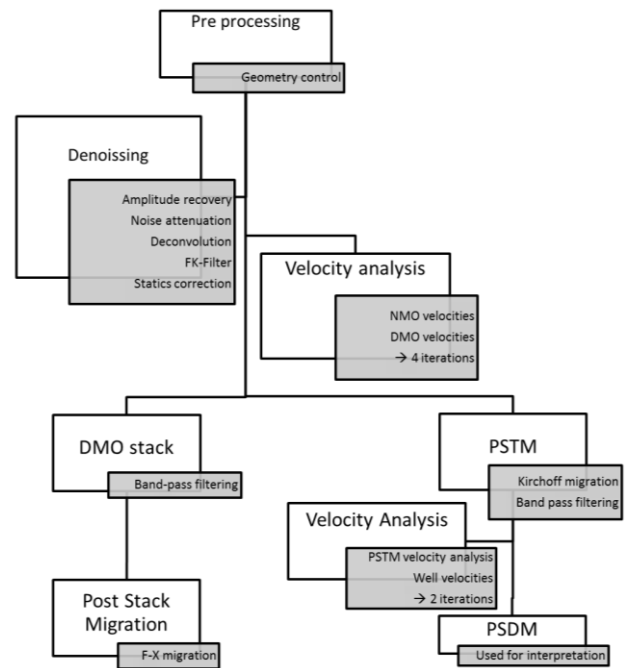 Pre processing
Geometry control
Denoissing
Amplitude recovery
Noise attenuation
Deconvolution
FK-Filter
Statics correction
Velocity analysis
NMO velocities
DMO velocities
→ 4 iterations
DMO stack
Band-pass filtering
PSTM
Kirchoff migration
Band pass filtering
Velocity Analysis
PSTM velocity analysis
Well velocities
→ 2 iterations
Post Stack
Migration
F-X migration
PSDM
Used for interpretation